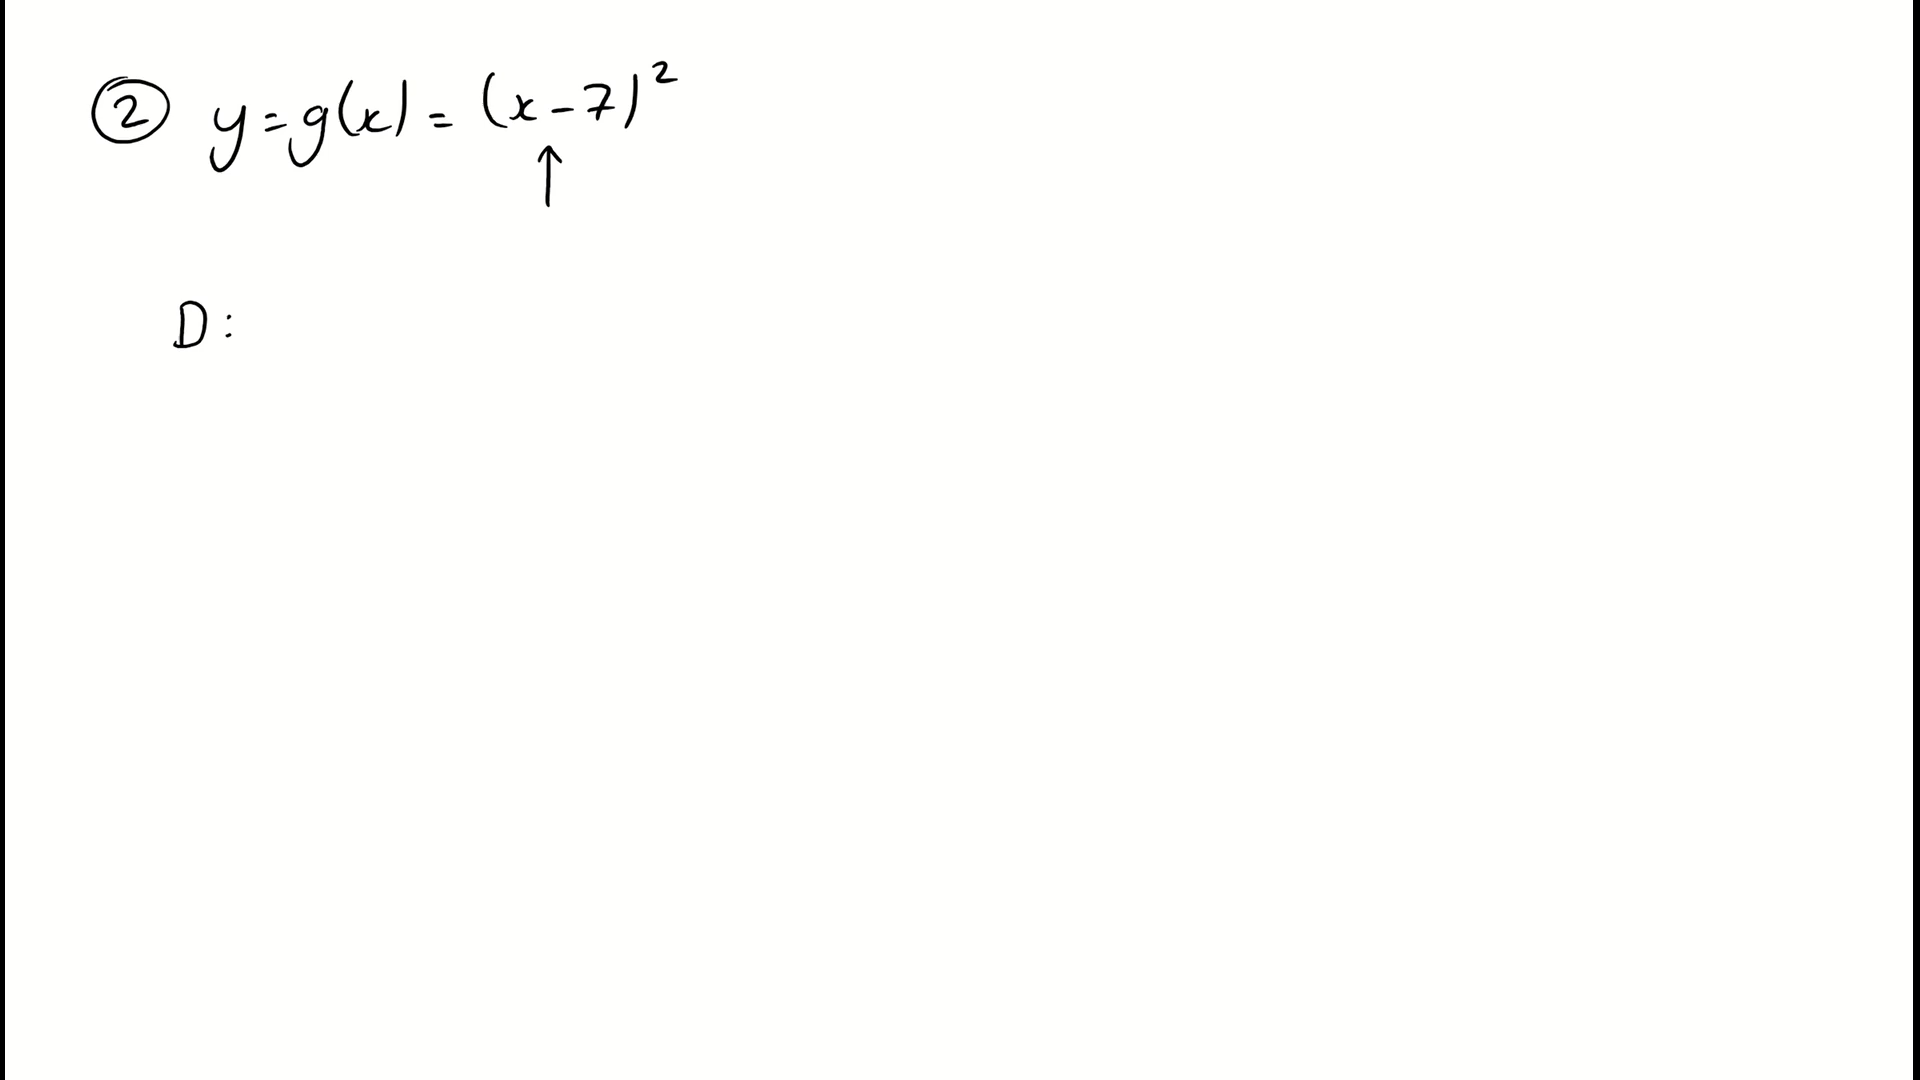 ② y=g(x) = (x-7)²
↑
D: